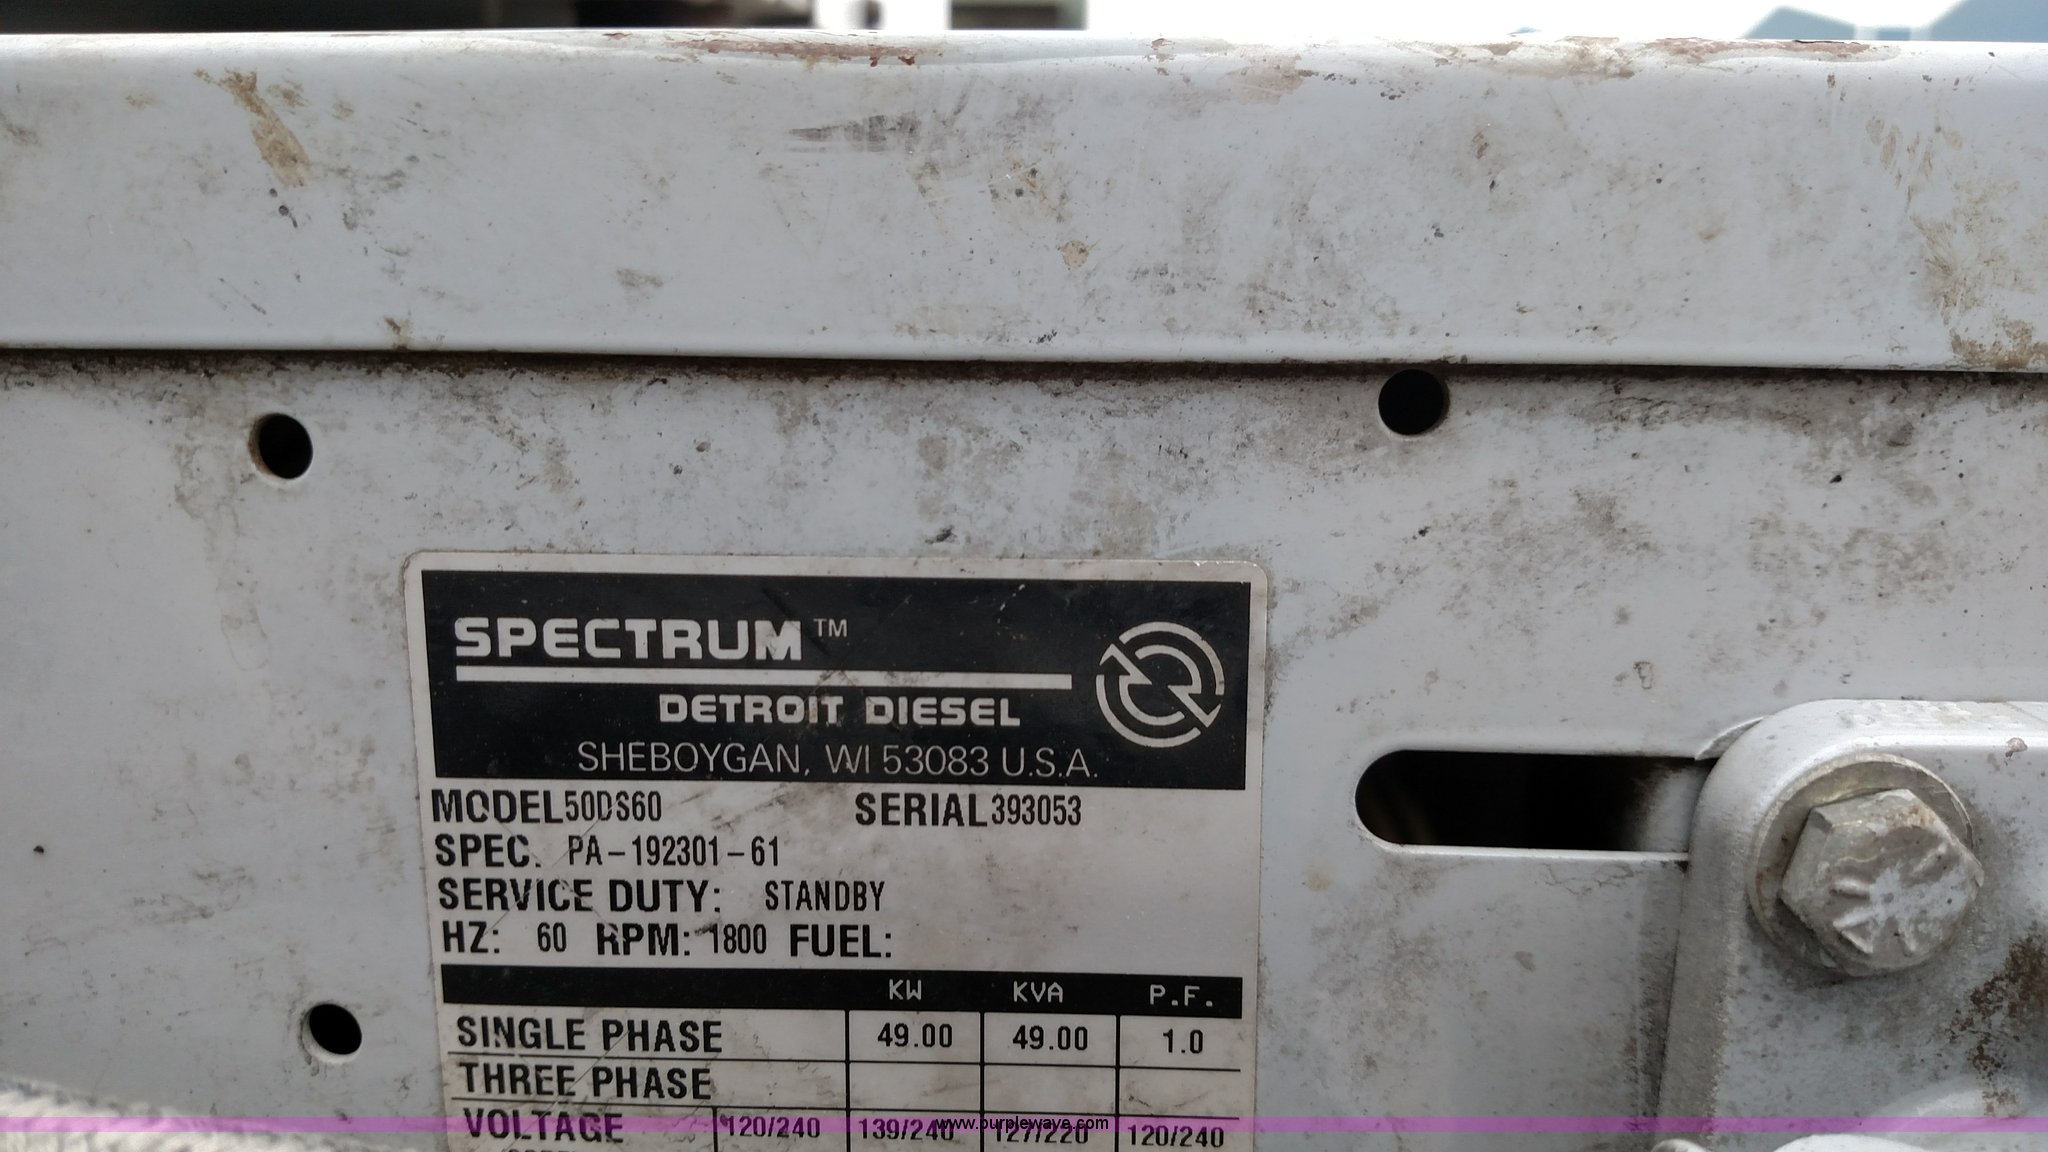 SPECTRUM™
DETROIT DIESEL
SHEBOYGAN, WI 53083 U.S.A.
MODEL 50DS60 SERIAL 393053
SPEC. PA-192301-61
SERVICE DUTY: STANDBY
HZ: 60 RPM: 1800 FUEL:
KW KVA P.F.
SINGLE PHASE 49.00 49.00 1.0
THREE PHASE
VOLTAGE 120/240 139/240 127/220 120/240
www.purplewave.com